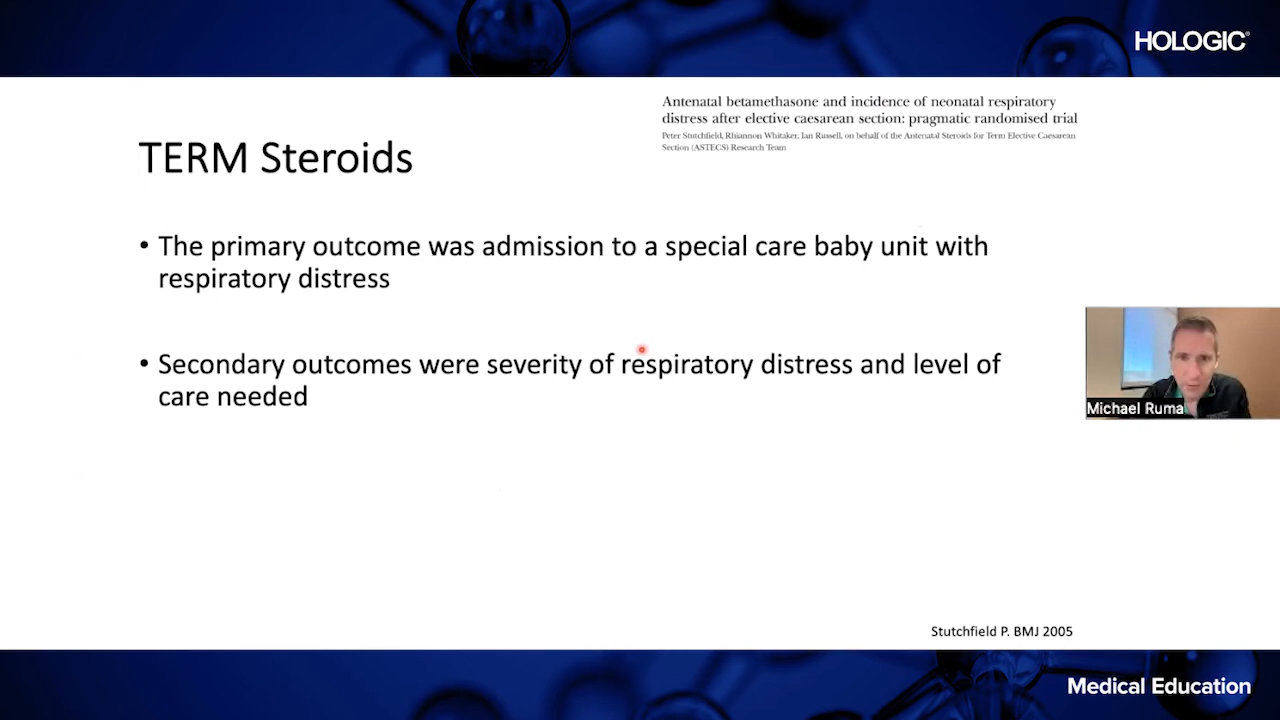 HOLOGIC®
Antenatal betamethasone and incidence of neonatal respiratory
distress after elective caesarean section: pragmatic randomised trial
Peter Stutchfield, Rhiannon Whitaker, Ian Russell, on behalf of the Antenatal Steroids for Term Elective Caesarean
Section (ASTECS) Research Team
TERM Steroids
• The primary outcome was admission to a special care baby unit with
respiratory distress
• Secondary outcomes were severity of respiratory distress and level of
care needed
Michael Ruma
Stutchfield P. BMJ 2005
Medical Education